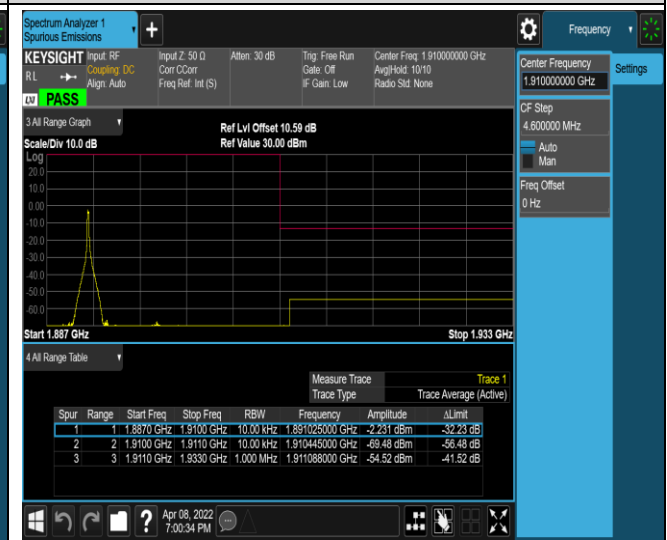 Spectrum Analyzer 1
Spurious Emissions
+
Frequency
KEYSIGHT Input: RF Input Z: 50 Ω Atten: 30 dB Trig: Free Run Center Freq: 1.910000000 GHz
RL Coupling: DC Corr CCorr Gate: Off Avg|Hold: 10/10
Align: Auto Freq Ref: Int (S) IF Gain: Low Radio Std: None
LXI PASS
Center Frequency
1.910000000 GHz
Settings
CF Step
4.600000 MHz
Auto
Man
Freq Offset
0 Hz
3 All Range Graph
Ref Lvl Offset 10.59 dB
Scale/Div 10.0 dB Ref Value 30.00 dBm
Log
20.0
10.0
0.00
-10.0
-20.0
-30.0
-40.0
-50.0
-60.0
Start 1.887 GHz Stop 1.933 GHz
4 All Range Table
Measure Trace Trace 1
Trace Type Trace Average (Active)
Spur Range Start Freq Stop Freq RBW Frequency Amplitude ΔLimit
1 1 1.8870 GHz 1.9100 GHz 10.00 kHz 1.891025000 GHz -2.231 dBm -32.23 dB
2 2 1.9100 GHz 1.9110 GHz 10.00 kHz 1.910445000 GHz -69.48 dBm -56.48 dB
3 3 1.9110 GHz 1.9330 GHz 1.000 MHz 1.911088000 GHz -54.52 dBm -41.52 dB
? Apr 08, 2022
7:00:34 PM